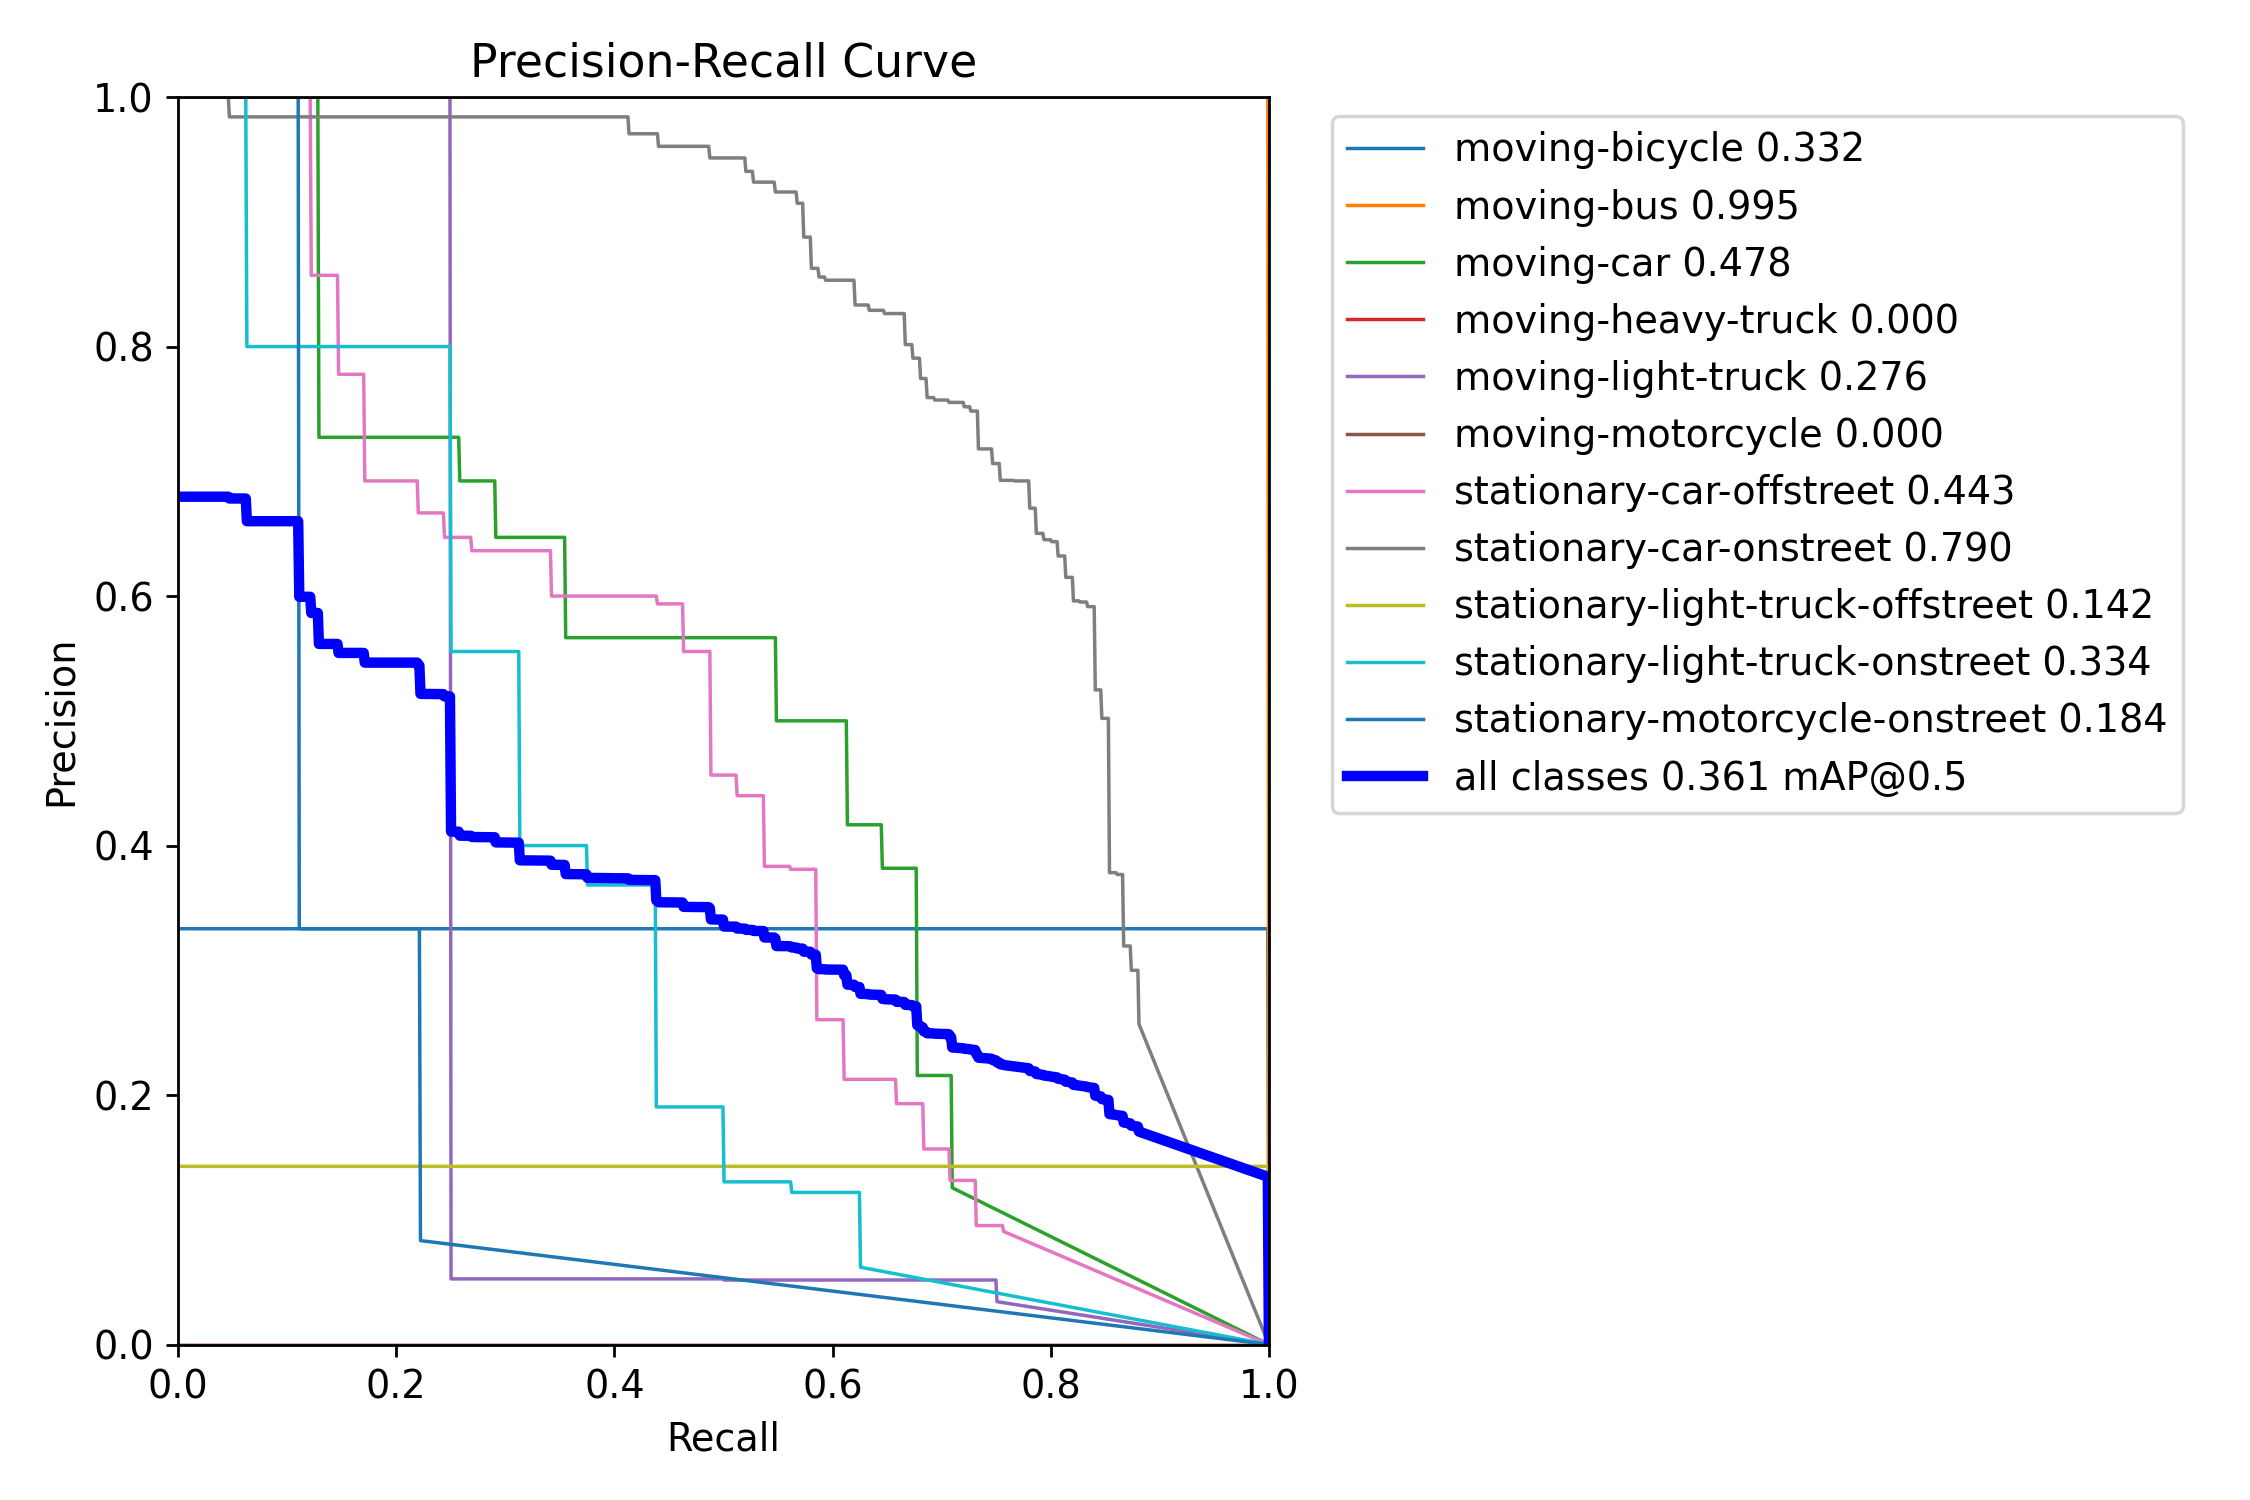 Precision-Recall Curve
1.0
0.8
0.6
0.4
0.2
0.0
Precision
0.0 0.2 0.4 0.6 0.8 1.0
Recall
moving-bicycle 0.332
moving-bus 0.995
moving-car 0.478
moving-heavy-truck 0.000
moving-light-truck 0.276
moving-motorcycle 0.000
stationary-car-offstreet 0.443
stationary-car-onstreet 0.790
stationary-light-truck-offstreet 0.142
stationary-light-truck-onstreet 0.334
stationary-motorcycle-onstreet 0.184
all classes 0.361 mAP@0.5